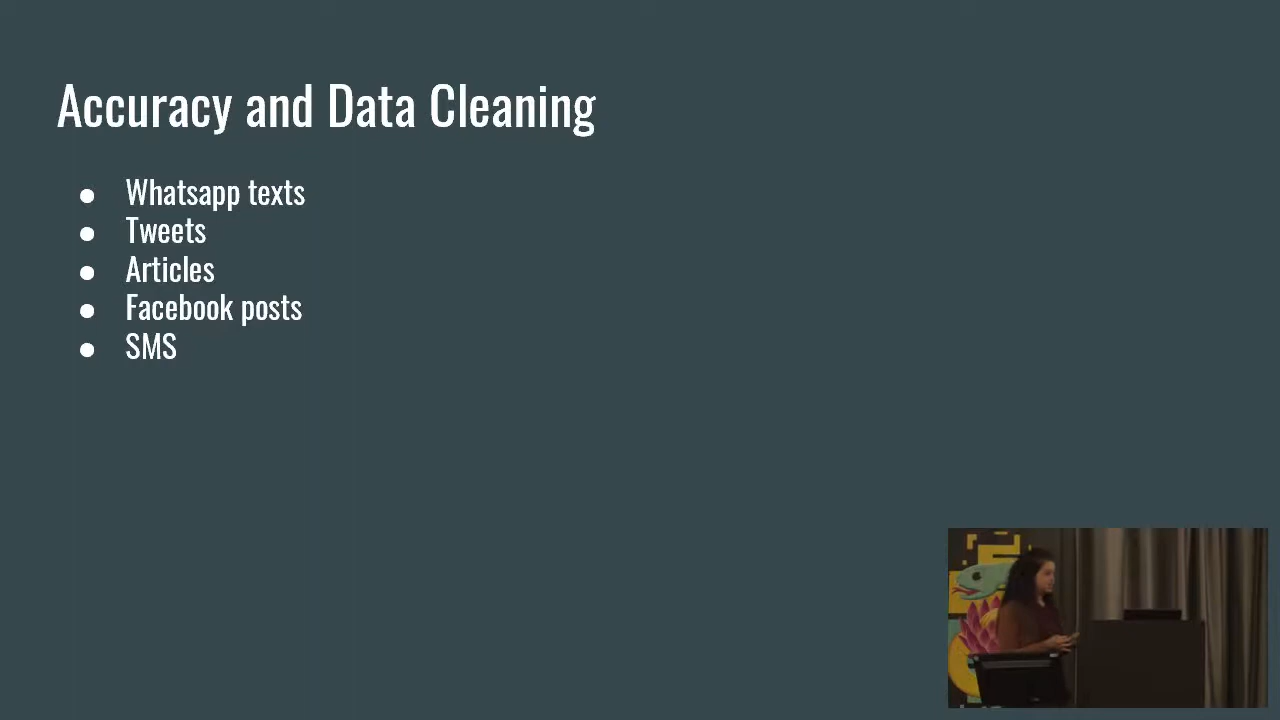 Accuracy and Data Cleaning
● Whatsapp texts
● Tweets
● Articles
● Facebook posts
● SMS